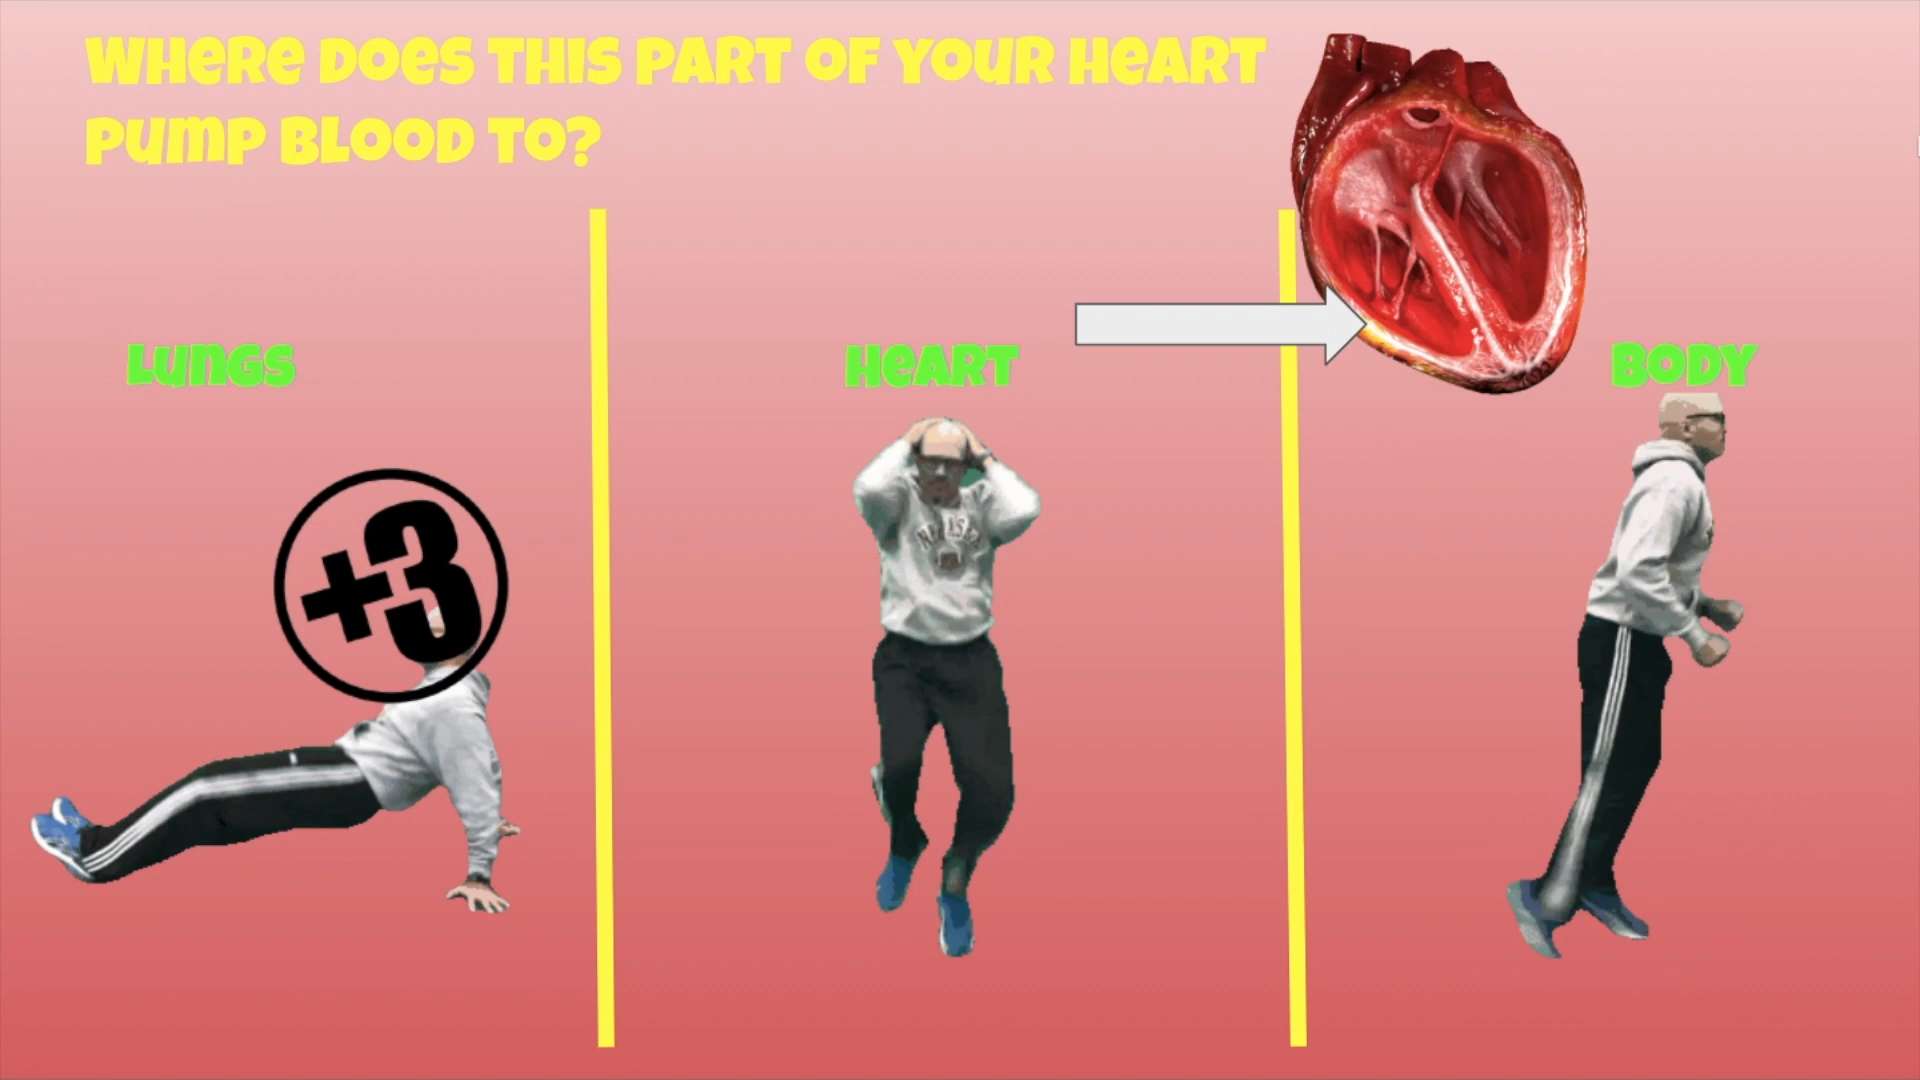 WHERE DOES THIS PART OF YOUR HEART
PUMP BLOOD TO?
LUNGS
HEART
BODY
+3